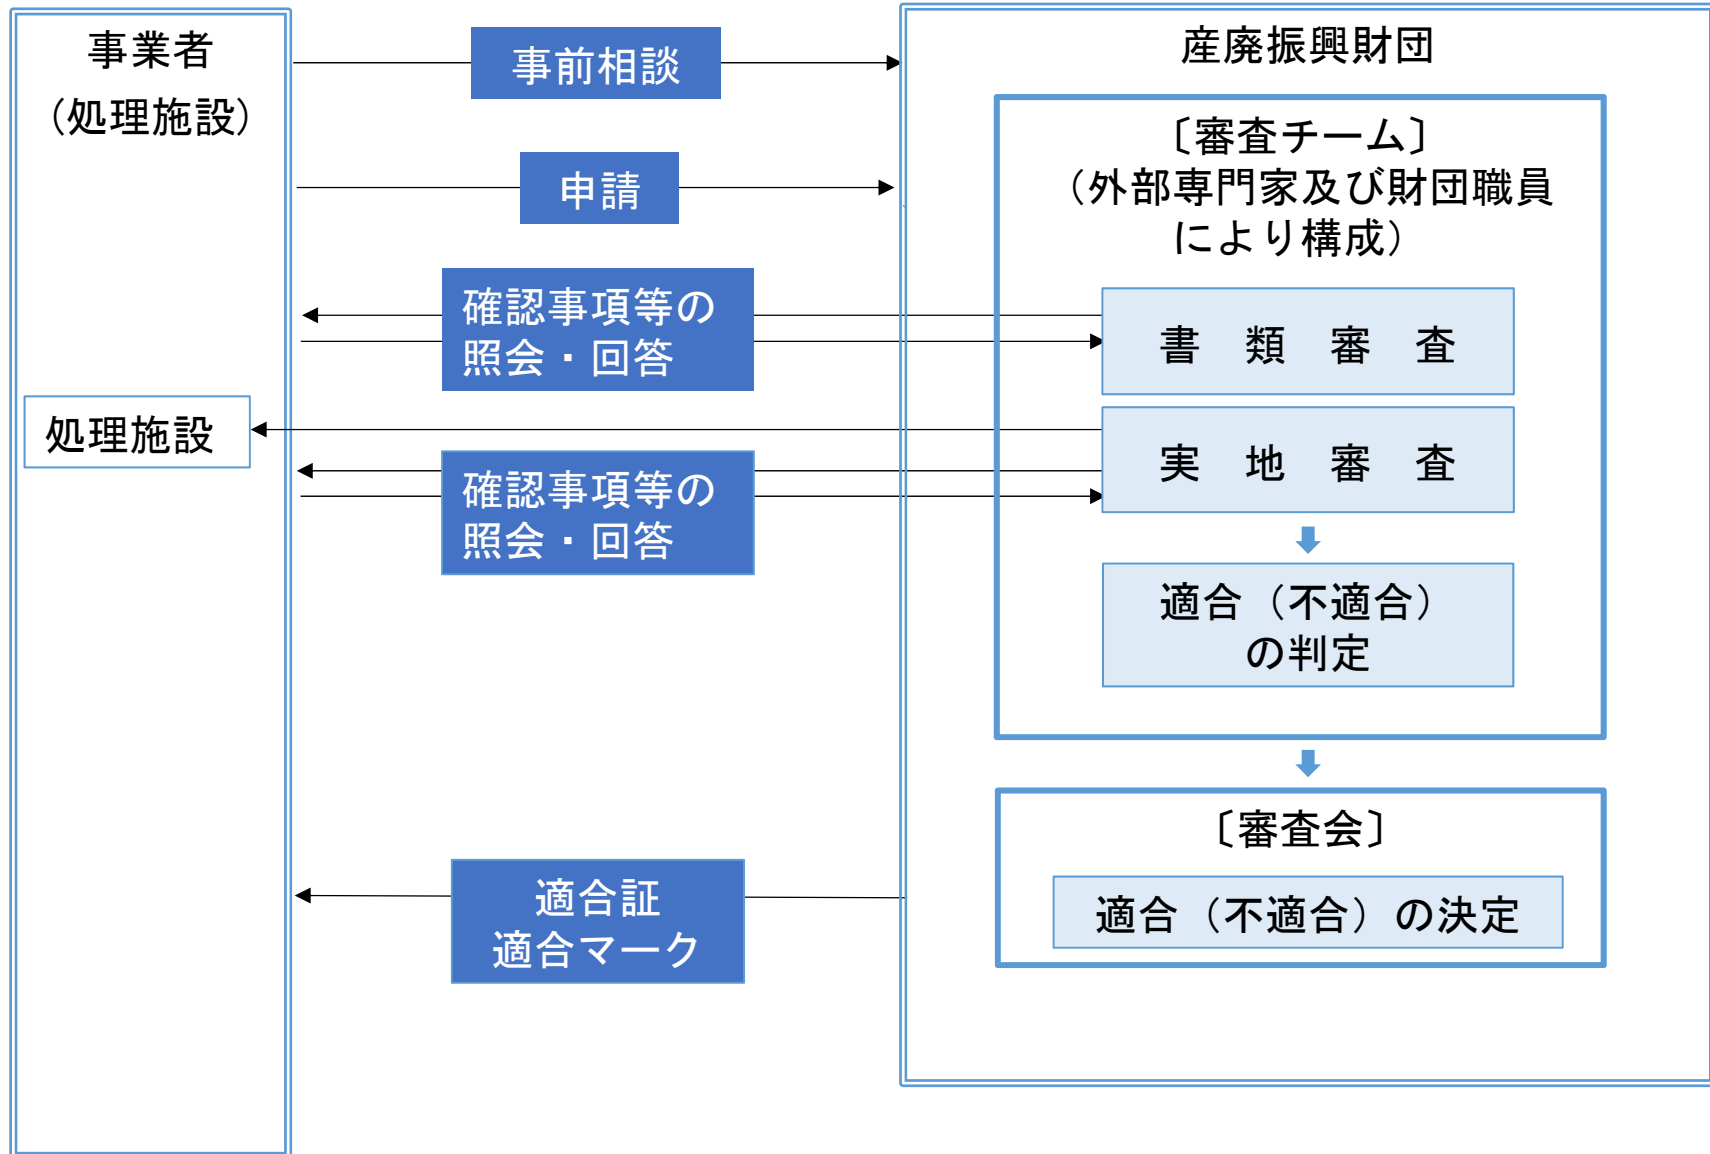 事業者
（処理施設）
事前相談
産廃振興財団
〔審査チーム〕
（外部専門家及び財団職員
により構成）
申請
確認事項等の
照会・回答
書　類　審　査
処理施設
実　地　審　査
確認事項等の
照会・回答
適合（不適合）
の判定
〔審査会〕
適合（不適合）の決定
適合証
適合マーク